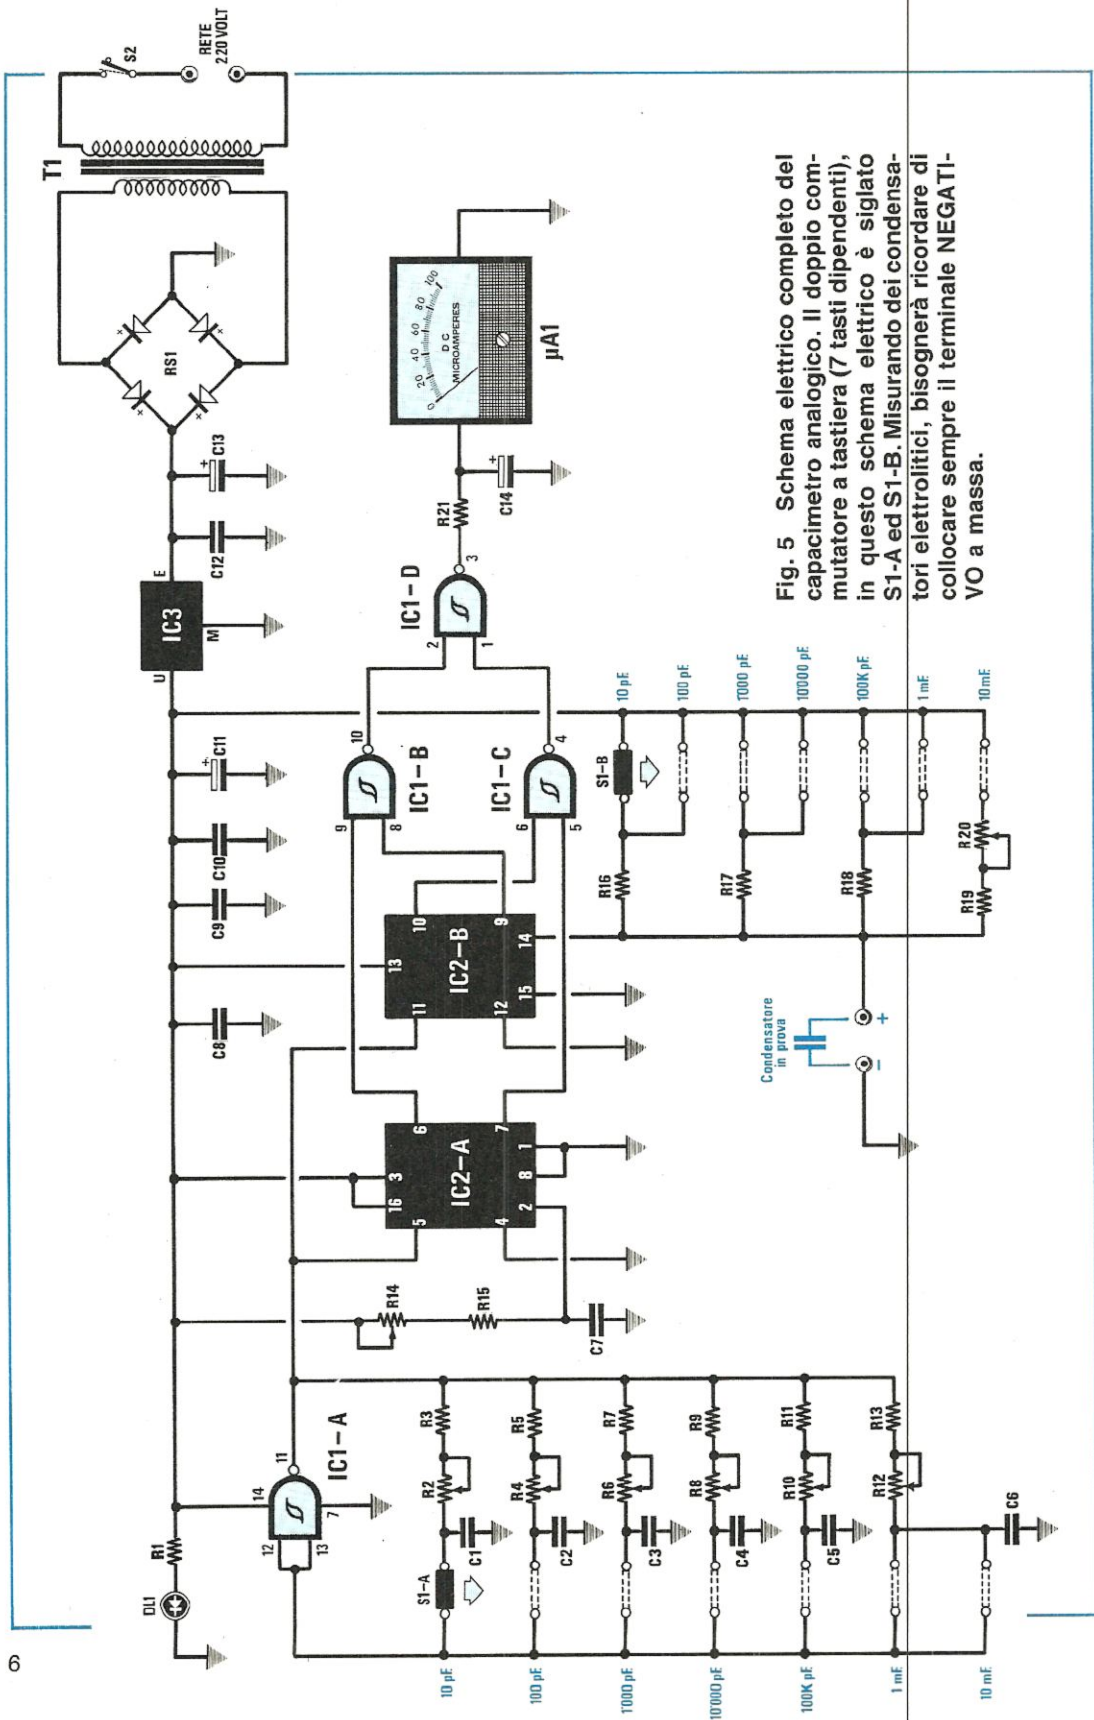 6
T1
S2
RETE
220 VOLT
RS1
C13
C12
E
IC3
M
U
C11
C10
C9
C8
R1
DL1
0 20 40 60 80 100
D C
MICROAMPERES
µA1
R21
C14
3
IC1-D
2
1
10
IC1-B
9
8
4
IC1-C
6
5
10
9
13
IC2-B
14
11
12
15
6
7
3
16
IC2-A
1
8
5
4
2
R14
R15
C7
14
11
IC1-A
12
13
7
S1-A
R2
R3
C1
10 pF.
R4
R5
C2
100 pF.
R6
R7
C3
1'000 pF.
R8
R9
C4
10'000 pF.
R10
R11
C5
100K pF.
R12
R13
1 mF.
C6
10 mF.
S1-B
R16
10 pF.
100 pF.
R17
1'000 pF.
10'000 pF.
R18
100K pF.
1 mF.
R19
R20
10 mF.
Condensatore
in prova
- +
Fig. 5 Schema elettrico completo del
capacimetro analogico. Il doppio com-
mutatore a tastiera (7 tasti dipendenti),
in questo schema elettrico è siglato
S1-A ed S1-B. Misurando dei condensa-
tori elettrolitici, bisognerà ricordare di
collocare sempre il terminale NEGATI-
VO a massa.